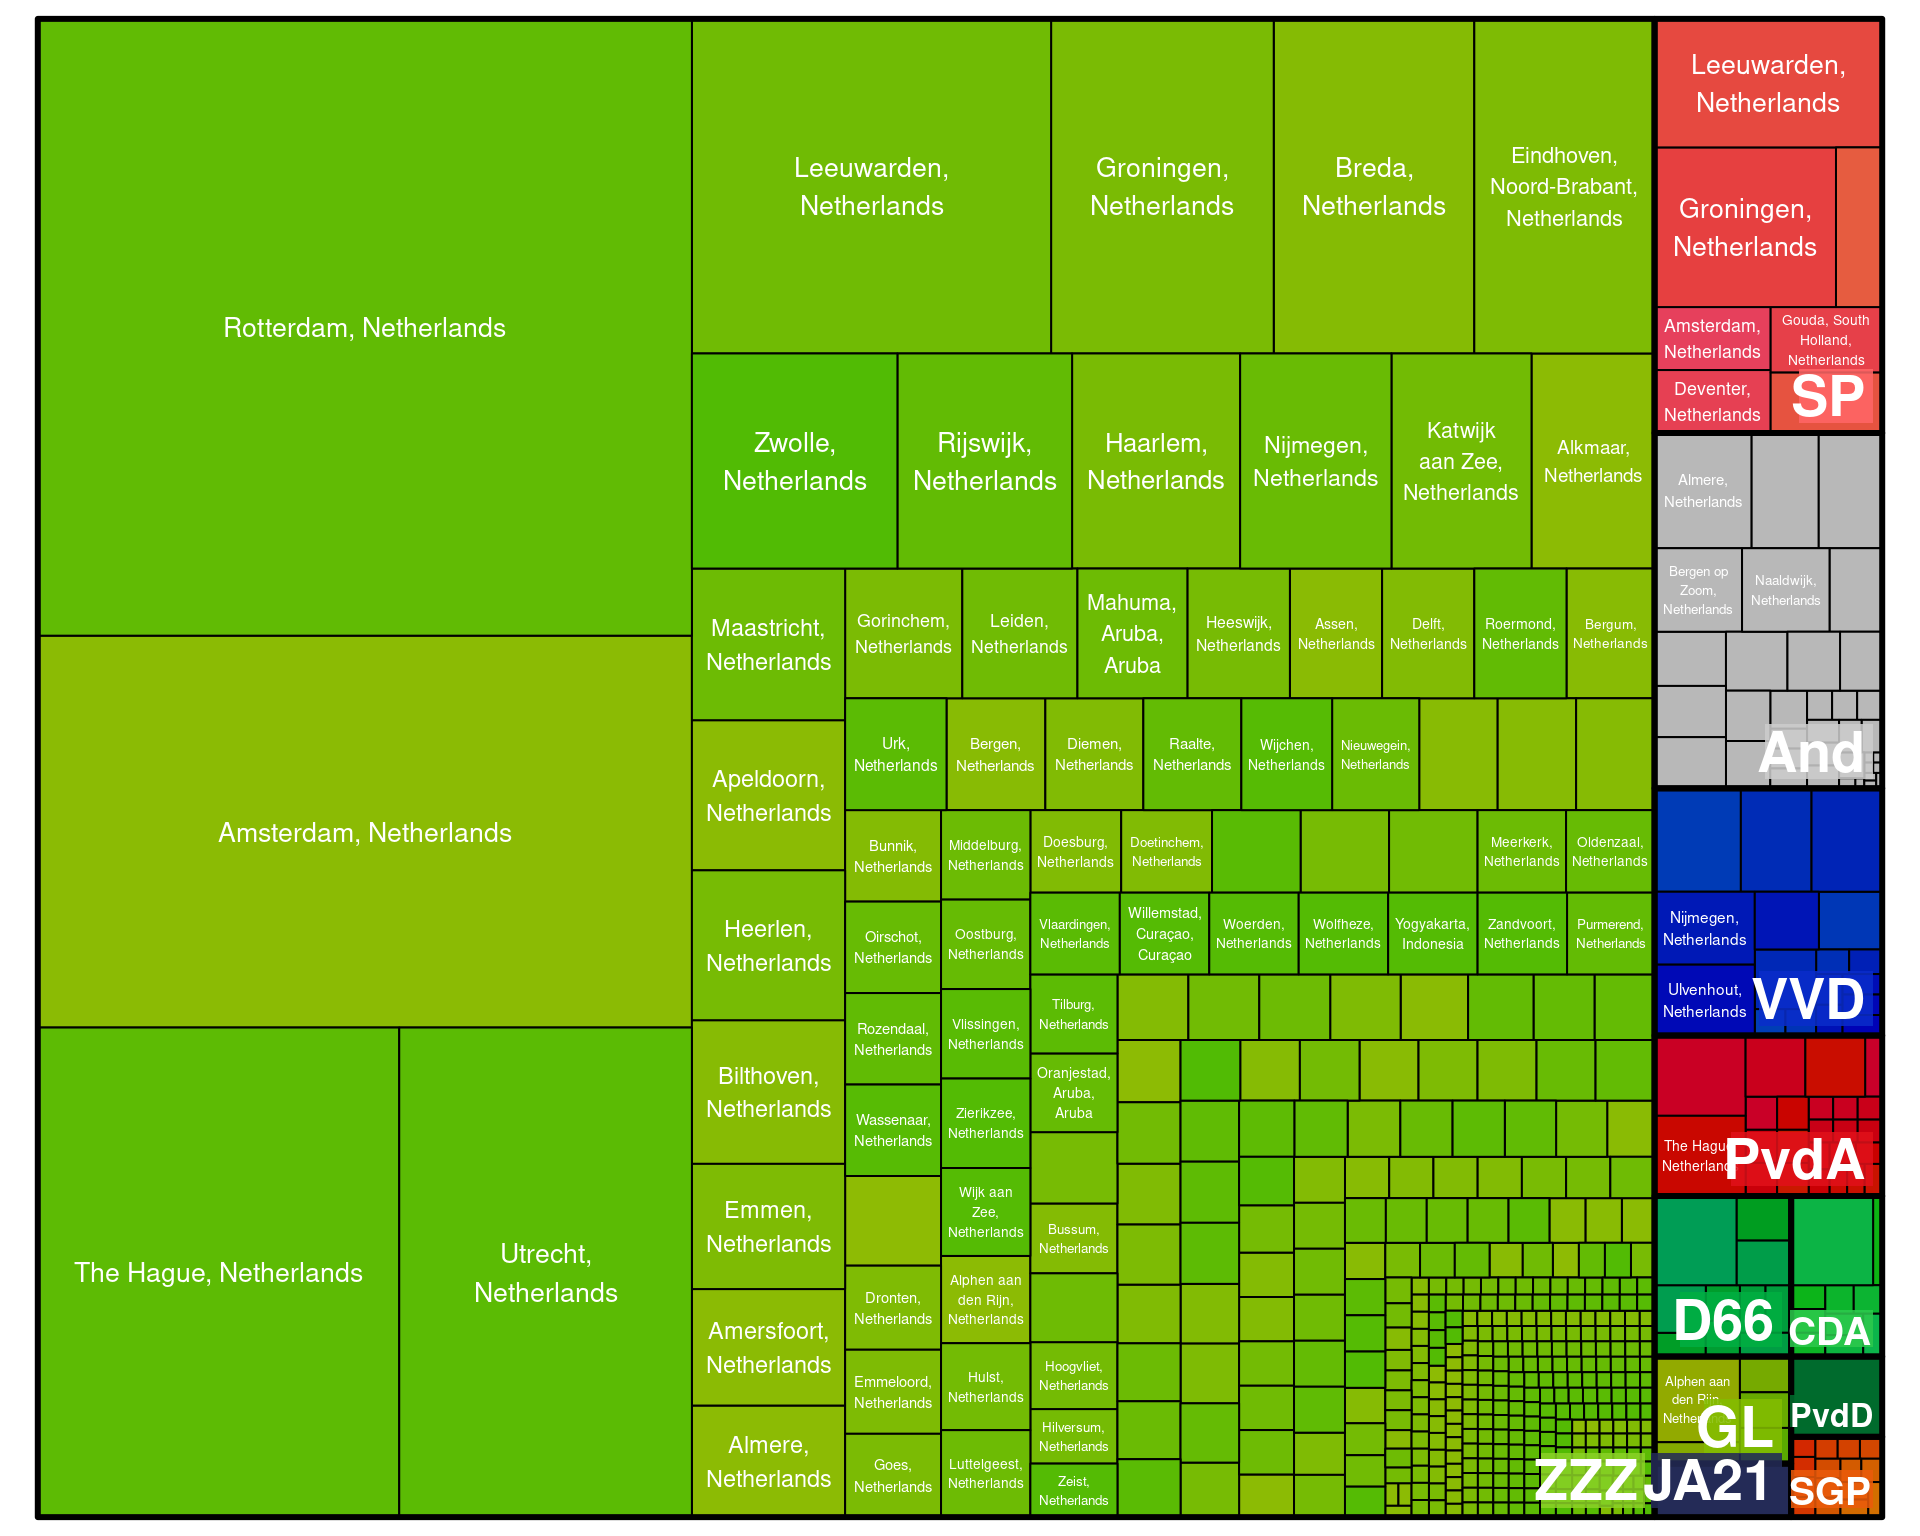 Rotterdam, Netherlands
Amsterdam, Netherlands
The Hague, Netherlands
Utrecht,
Netherlands
Leeuwarden,
Netherlands
Groningen,
Netherlands
Breda,
Netherlands
Eindhoven,
Noord-Brabant,
Netherlands
Zwolle,
Netherlands
Rijswijk,
Netherlands
Haarlem,
Netherlands
Nijmegen,
Netherlands
Katwijk
aan Zee,
Netherlands
Alkmaar,
Netherlands
Maastricht,
Netherlands
Apeldoorn,
Netherlands
Heerlen,
Netherlands
Bilthoven,
Netherlands
Emmen,
Netherlands
Amersfoort,
Netherlands
Almere,
Netherlands
Gorinchem,
Netherlands
Leiden,
Netherlands
Mahuma,
Aruba,
Aruba
Heeswijk,
Netherlands
Assen,
Netherlands
Delft,
Netherlands
Roermond,
Netherlands
Bergum,
Netherlands
Urk,
Netherlands
Bergen,
Netherlands
Diemen,
Netherlands
Raalte,
Netherlands
Wijchen,
Netherlands
Nieuwegein,
Netherlands
Bunnik,
Netherlands
Oirschot,
Netherlands
Rozendaal,
Netherlands
Wassenaar,
Netherlands
Dronten,
Netherlands
Emmeloord,
Netherlands
Goes,
Netherlands
Middelburg,
Netherlands
Oostburg,
Netherlands
Vlissingen,
Netherlands
Zierikzee,
Netherlands
Wijk aan
Zee,
Netherlands
Alphen aan
den Rijn,
Netherlands
Hulst,
Netherlands
Luttelgeest,
Netherlands
Doesburg,
Netherlands
Doetinchem,
Netherlands
Meerkerk,
Netherlands
Oldenzaal,
Netherlands
Vlaardingen,
Netherlands
Willemstad,
Curaçao,
Curaçao
Woerden,
Netherlands
Wolfheze,
Netherlands
Yogyakarta,
Indonesia
Zandvoort,
Netherlands
Purmerend,
Netherlands
Tilburg,
Netherlands
Oranjestad,
Aruba,
Aruba
Bussum,
Netherlands
Hoogvliet,
Netherlands
Hilversum,
Netherlands
Zeist,
Netherlands
ZZZ
Leeuwarden,
Netherlands
Groningen,
Netherlands
Amsterdam,
Netherlands
Gouda, South
Holland,
Netherlands
Deventer,
Netherlands
SP
Almere,
Netherlands
Bergen op
Zoom,
Netherlands
Naaldwijk,
Netherlands
And
Nijmegen,
Netherlands
Ulvenhout,
Netherlands
VVD
The Hague,
Netherlands
PvdA
D66
CDA
Alphen aan
den Rijn,
GL
PvdD
JA21
SGP